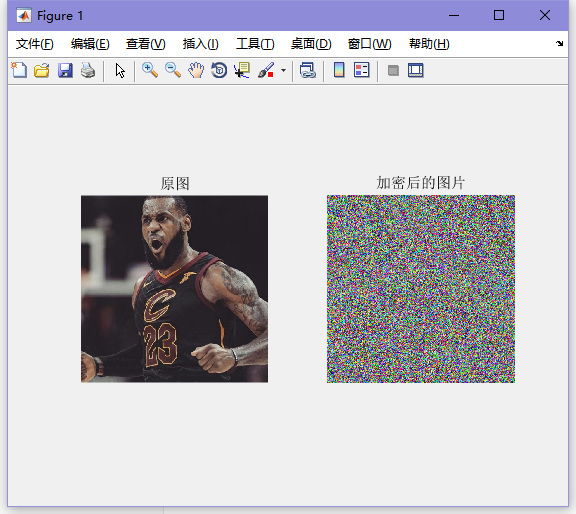 Figure 1
文件(F) 编辑(E) 查看(V) 插入(I) 工具(T) 桌面(D) 窗口(W) 帮助(H)
原图 加密后的图片
C
23